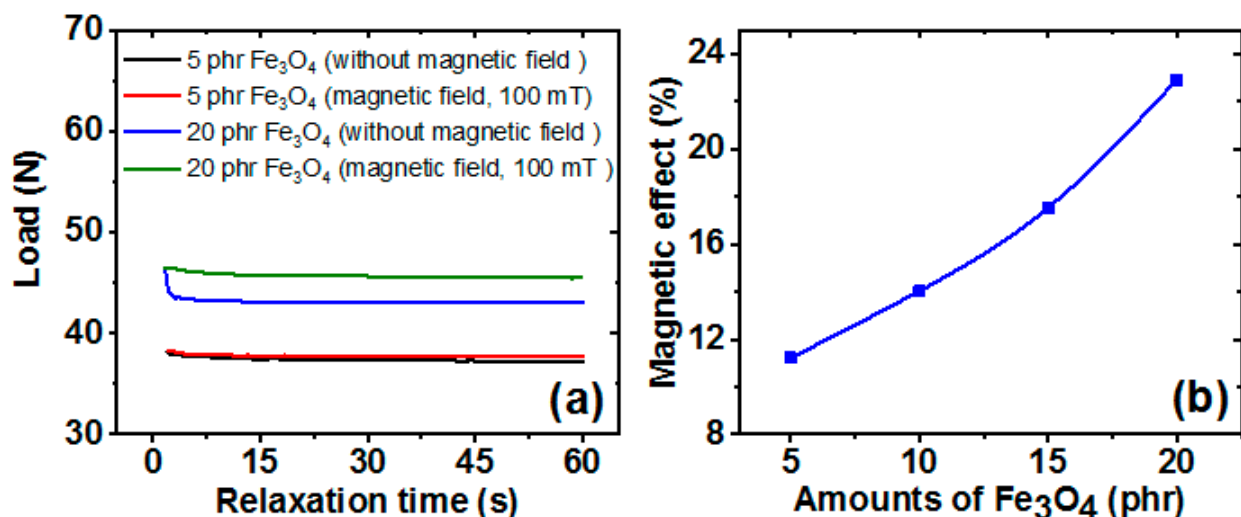 70
60
50
40
30
Load (N)
5 phr Fe₃O₄ (without magnetic field )
5 phr Fe₃O₄ (magnetic field, 100 mT)
20 phr Fe₃O₄ (without magnetic field )
20 phr Fe₃O₄ (magnetic field, 100 mT )
(a)
0 15 30 45 60
Relaxation time (s)
24
20
16
12
8
Magnetic effect (%)
(b)
5 10 15 20
Amounts of Fe₃O₄ (phr)